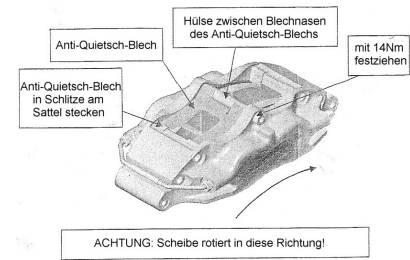 Hülse zwischen Blechnasen
des Anti-Quietsch-Blechs
Anti-Quietsch-Blech
mit 14Nm
festziehen
Anti-Quietsch-Blech
in Schlitze am
Sattel stecken
ACHTUNG: Scheibe rotiert in diese Richtung!